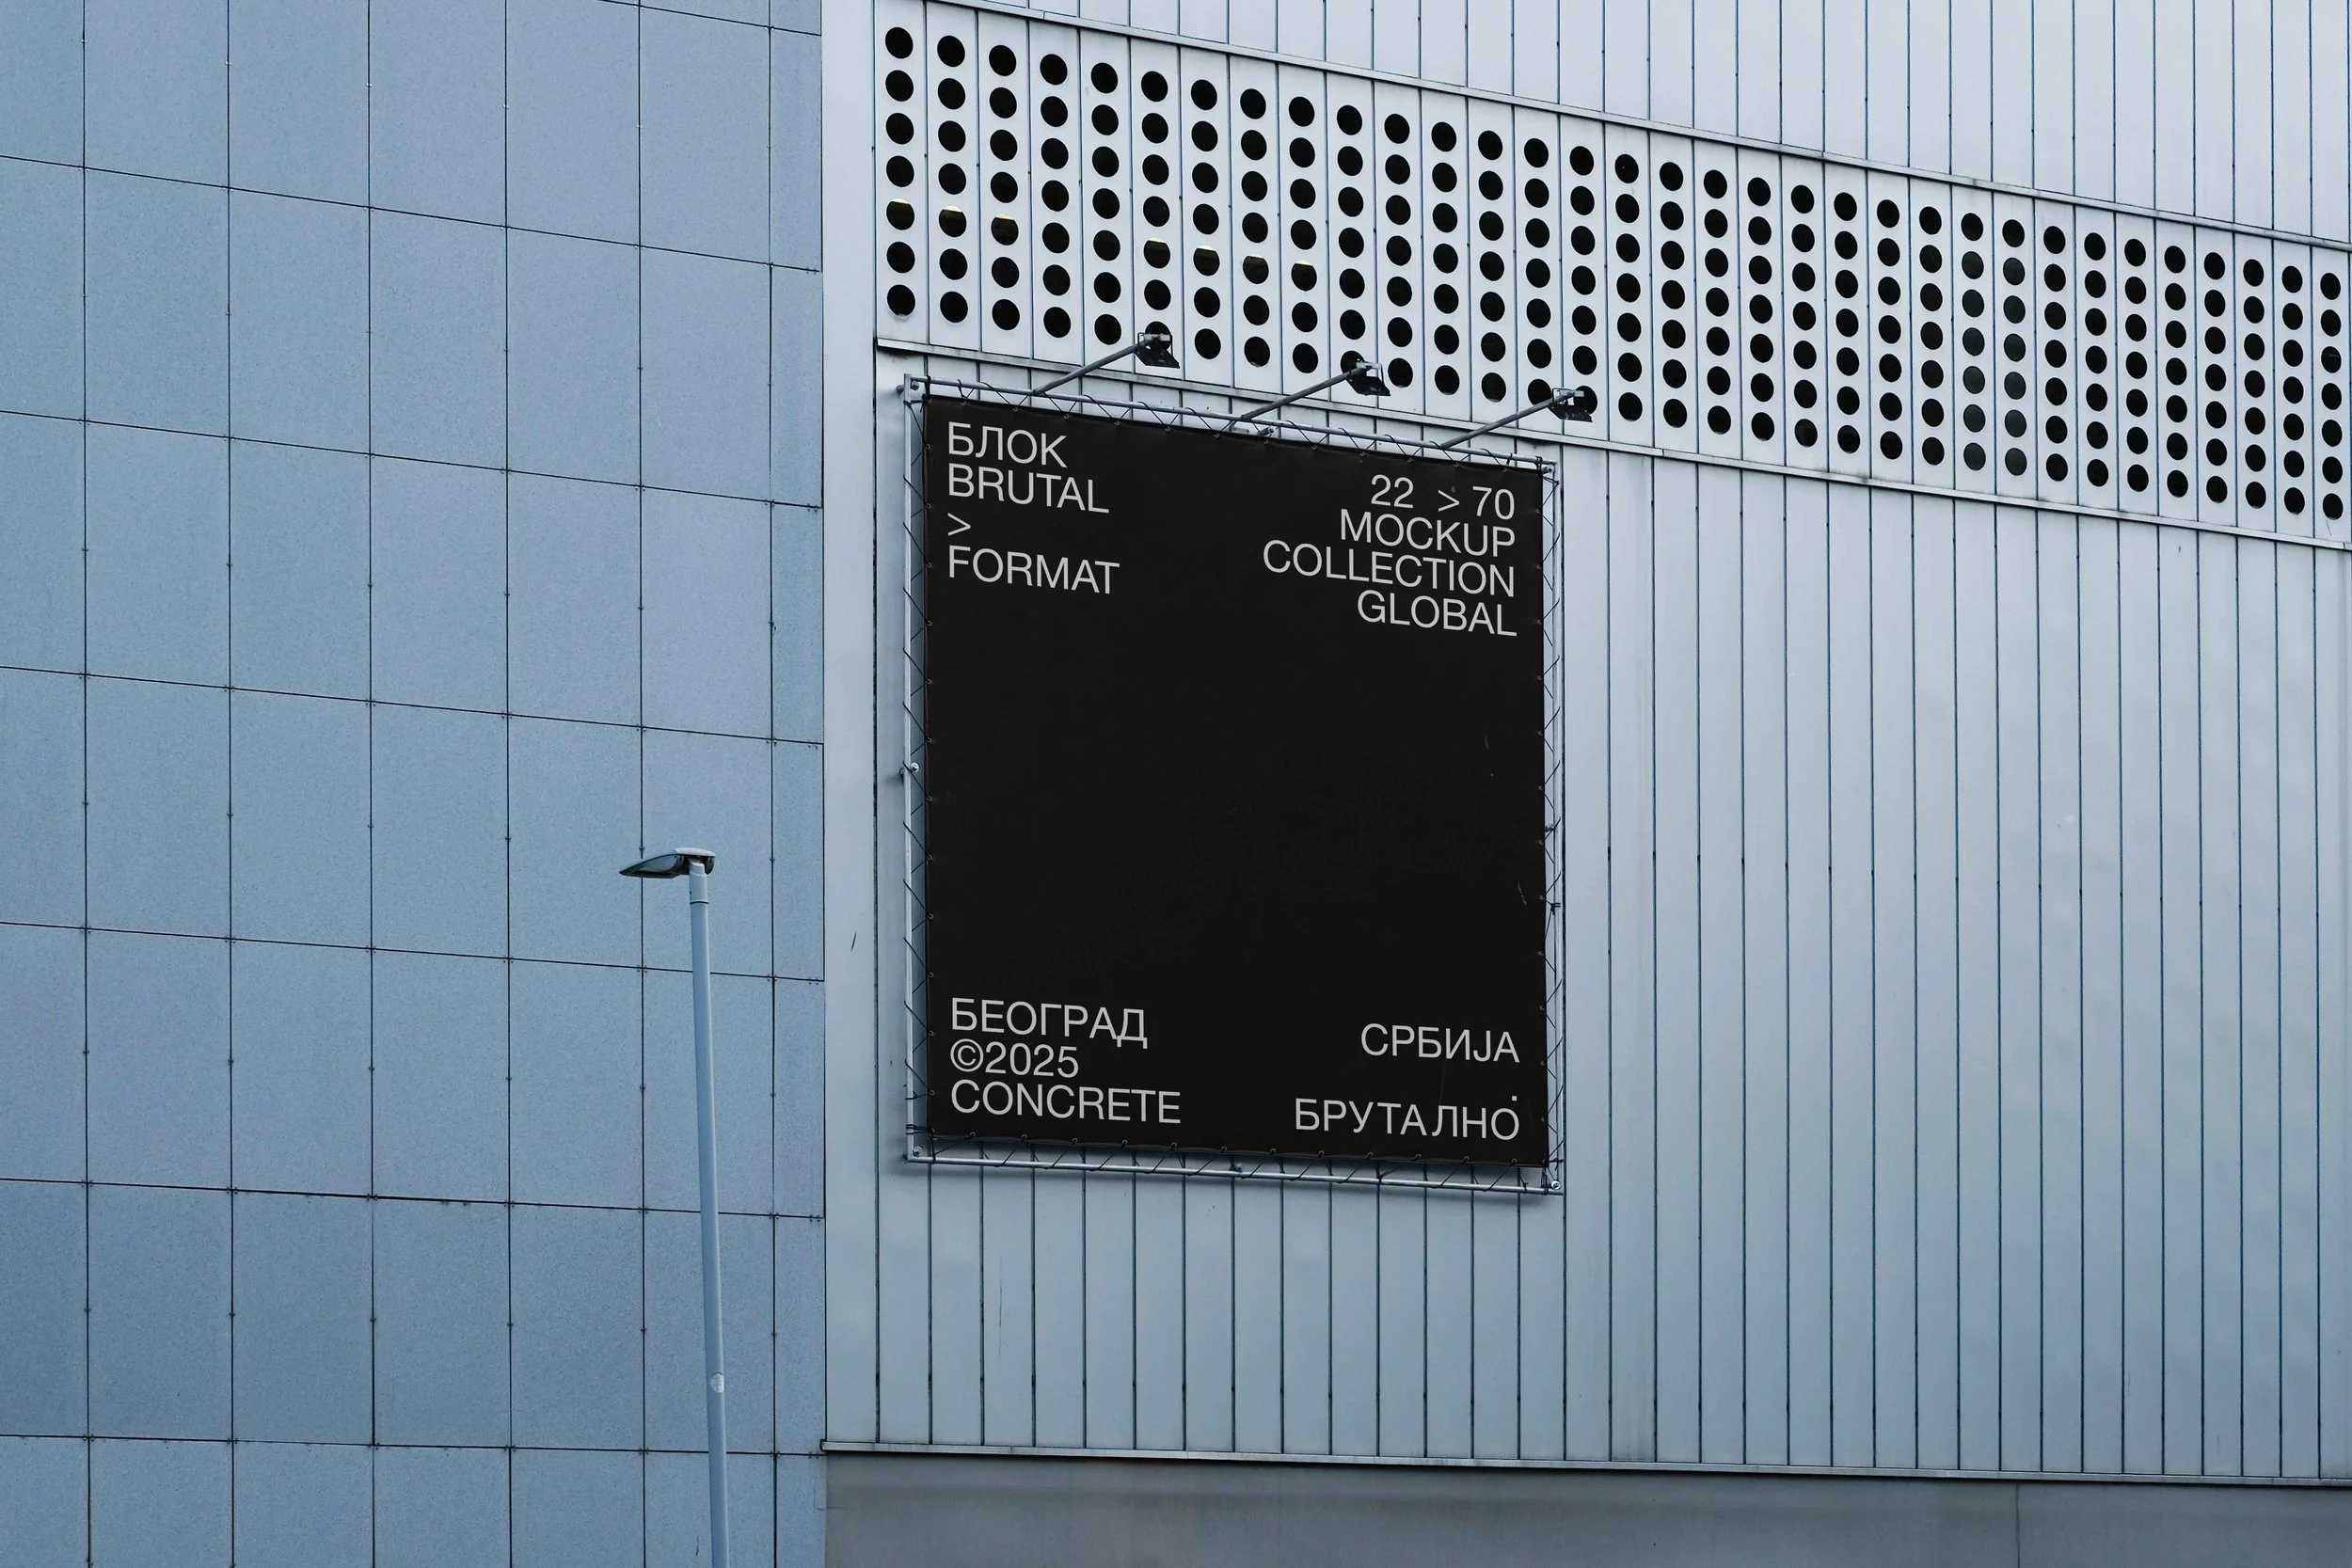 БЛОК
BRUTAL
>
FORMAT
22 > 70
MOCKUP
COLLECTION
GLOBAL
БЕОГРАД
©2025
CONCRETE
СРБИЈА
.
БРУТАЛНО